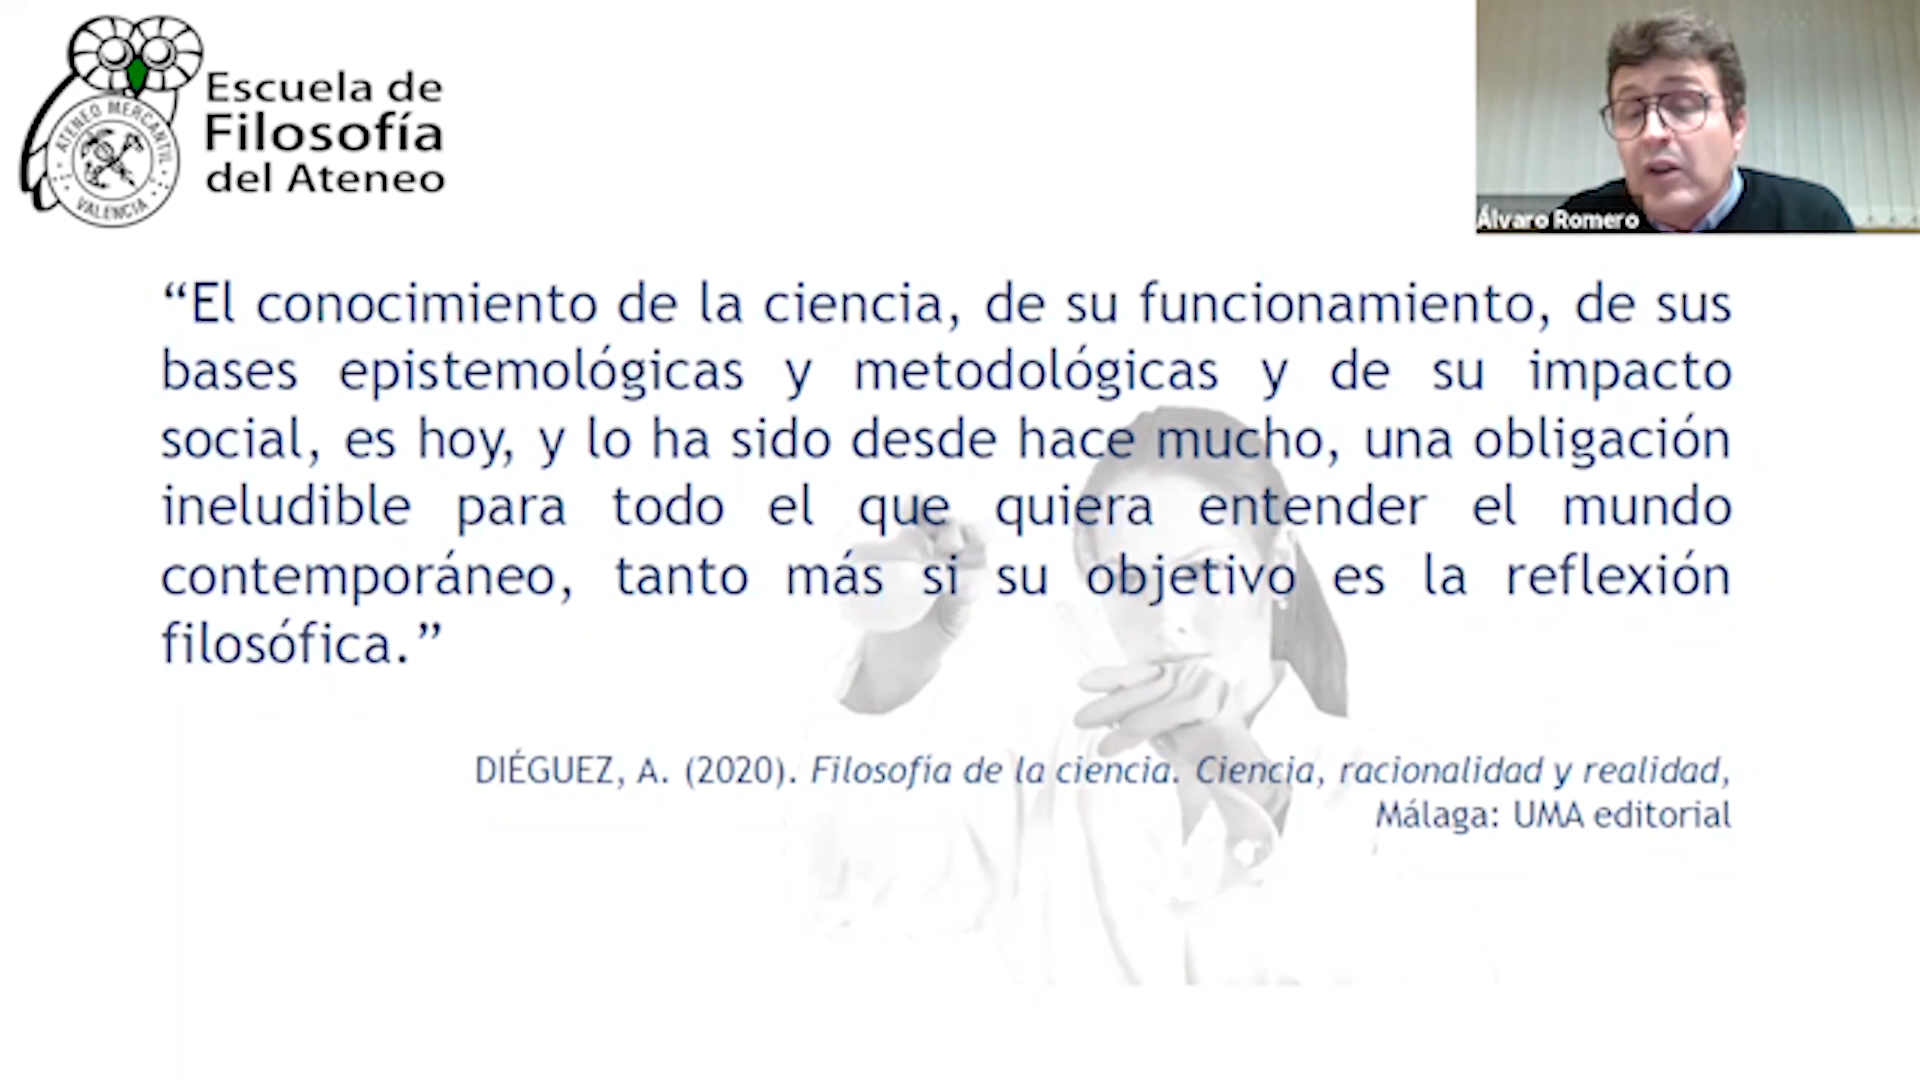 Escuela de
Filosofía
del Ateneo
ATENEO MERCANTIL
VALENCIA
Álvaro Romero
“El conocimiento de la ciencia, de su funcionamiento, de sus
bases epistemológicas y metodológicas y de su impacto
social, es hoy, y lo ha sido desde hace mucho, una obligación
ineludible para todo el que quiera entender el mundo
contemporáneo, tanto más si su objetivo es la reflexión
filosófica.”
DIÉGUEZ, A. (2020). Filosofía de la ciencia. Ciencia, racionalidad y realidad,
Málaga: UMA editorial